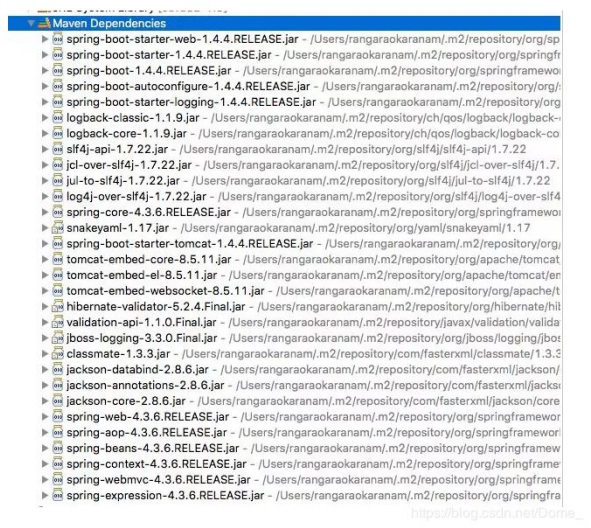 Maven Dependencies
spring-boot-starter-web-1.4.4.RELEASE.jar - /Users/rangaraokaranam/.m2/repository/org/sp
spring-boot-starter-1.4.4.RELEASE.jar - /Users/rangaraokaranam/.m2/repository/org/springfr
spring-boot-1.4.4.RELEASE.jar - /Users/rangaraokaranam/.m2/repository/org/springframewo
spring-boot-autoconfigure-1.4.4.RELEASE.jar - /Users/rangaraokaranam/.m2/repository/org/
spring-boot-starter-logging-1.4.4.RELEASE.jar - /Users/rangaraokaranam/.m2/repository/org
logback-classic-1.1.9.jar - /Users/rangaraokaranam/.m2/repository/ch/qos/logback/logback-
logback-core-1.1.9.jar - /Users/rangaraokaranam/.m2/repository/ch/qos/logback/logback-co
slf4j-api-1.7.22.jar - /Users/rangaraokaranam/.m2/repository/org/slf4j/slf4j-api/1.7.22
jcl-over-slf4j-1.7.22.jar - /Users/rangaraokaranam/.m2/repository/org/slf4j/jcl-over-slf4j/1.7.
jul-to-slf4j-1.7.22.jar - /Users/rangaraokaranam/.m2/repository/org/slf4j/jul-to-slf4j/1.7.22
log4j-over-slf4j-1.7.22.jar - /Users/rangaraokaranam/.m2/repository/org/slf4j/log4j-over-slf4
spring-core-4.3.6.RELEASE.jar - /Users/rangaraokaranam/.m2/repository/org/springframewo
snakeyaml-1.17.jar - /Users/rangaraokaranam/.m2/repository/org/yaml/snakeyaml/1.17
spring-boot-starter-tomcat-1.4.4.RELEASE.jar - /Users/rangaraokaranam/.m2/repository/org/
tomcat-embed-core-8.5.11.jar - /Users/rangaraokaranam/.m2/repository/org/apache/tomcat
tomcat-embed-el-8.5.11.jar - /Users/rangaraokaranam/.m2/repository/org/apache/tomcat/en
tomcat-embed-websocket-8.5.11.jar - /Users/rangaraokaranam/.m2/repository/org/apache/t
hibernate-validator-5.2.4.Final.jar - /Users/rangaraokaranam/.m2/repository/org/hibernate/hi
validation-api-1.1.0.Final.jar - /Users/rangaraokaranam/.m2/repository/javax/validation/valida
jboss-logging-3.3.0.Final.jar - /Users/rangaraokaranam/.m2/repository/org/jboss/logging/jbos
classmate-1.3.3.jar - /Users/rangaraokaranam/.m2/repository/com/fasterxml/classmate/1.3.3
jackson-databind-2.8.6.jar - /Users/rangaraokaranam/.m2/repository/com/fasterxml/jackson/
jackson-annotations-2.8.6.jar - /Users/rangaraokaranam/.m2/repository/com/fasterxml/jackso
jackson-core-2.8.6.jar - /Users/rangaraokaranam/.m2/repository/com/fasterxml/jackson/core
spring-web-4.3.6.RELEASE.jar - /Users/rangaraokaranam/.m2/repository/org/springframewor
spring-aop-4.3.6.RELEASE.jar - /Users/rangaraokaranam/.m2/repository/org/springframewor
spring-beans-4.3.6.RELEASE.jar - /Users/rangaraokaranam/.m2/repository/org/springframew
spring-context-4.3.6.RELEASE.jar - /Users/rangaraokaranam/.m2/repository/org/springframe
spring-webmvc-4.3.6.RELEASE.jar - /Users/rangaraokaranam/.m2/repository/org/springframe
spring-expression-4.3.6.RELEASE.jar - /Users/rangaraokaranam/.m2/repository/org/springfra
https://blog.csdn.net/Dome_